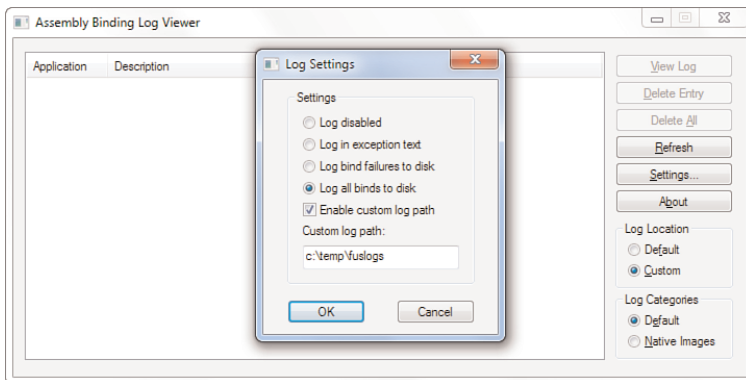 Assembly Binding Log Viewer
Application Description
Log Settings
Settings
Log disabled
Log in exception text
Log bind failures to disk
Log all binds to disk
Enable custom log path
Custom log path:
c:\temp\fuslogs
OK Cancel
View Log
Delete Entry
Delete All
Refresh
Settings...
About
Log Location
Default
Custom
Log Categories
Default
Native Images